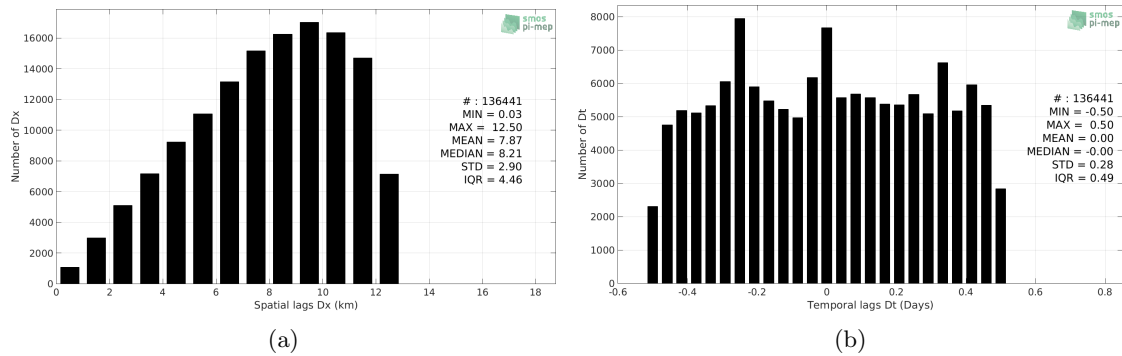 smos
pi-mep
16000
14000
12000
10000
8000
6000
4000
2000
0
Number of Dx
# : 136441
MIN = 0.03
MAX = 12.50
MEAN = 7.87
MEDIAN = 8.21
STD = 2.90
IQR = 4.46
0 2 4 6 8 10 12 14 16 18
Spatial lags Dx (km)
(a)
smos
pi-mep
8000
7000
6000
5000
4000
3000
2000
1000
0
Number of Dt
# : 136441
MIN = -0.50
MAX = 0.50
MEAN = 0.00
MEDIAN = -0.00
STD = 0.28
IQR = 0.49
-0.6 -0.4 -0.2 0 0.2 0.4 0.6 0.8
Temporal lags Dt (Days)
(b)